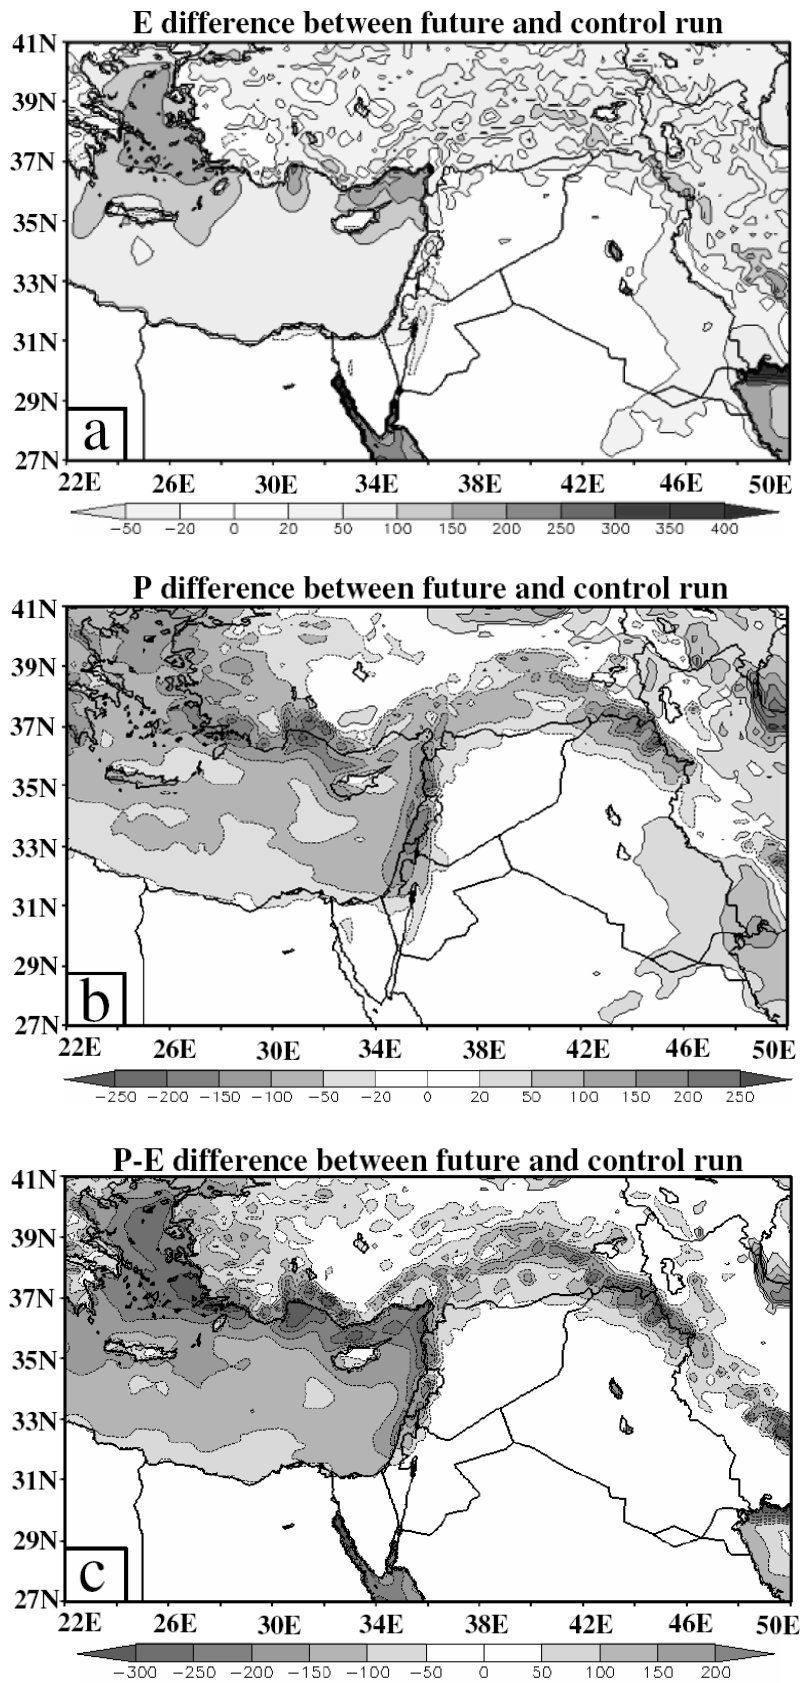 E difference between future and control run
41N
39N
37N
35N
33N
31N
29N
27N
a
22E 26E 30E 34E 38E 42E 46E 50E
−50 −20 0 20 50 100 150 200 250 300 350 400
P difference between future and control run
41N
39N
37N
35N
33N
31N
29N
27N
b
22E 26E 30E 34E 38E 42E 46E 50E
−250 −200 −150 −100 −50 −20 0 20 50 100 150 200 250
P-E difference between future and control run
41N
39N
37N
35N
33N
31N
29N
27N
c
22E 26E 30E 34E 38E 42E 46E 50E
−300 −250 −200 −150 −100 −50 0 50 100 150 200